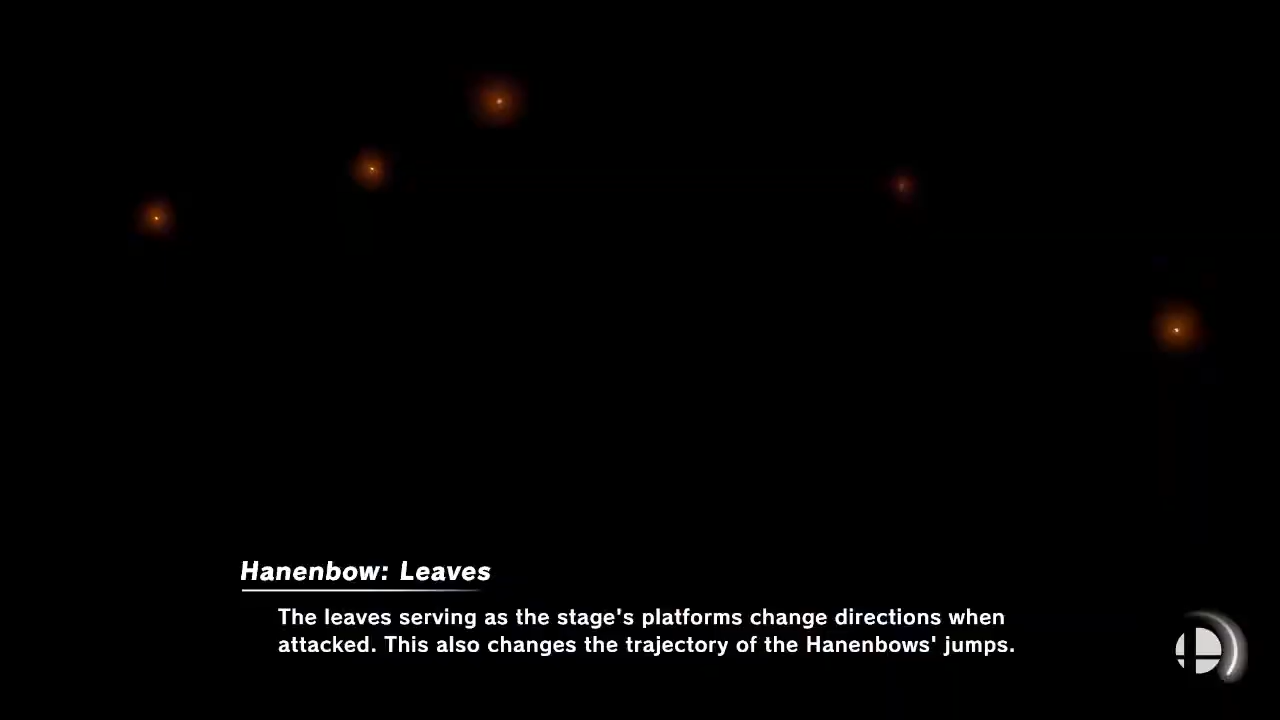 Hanenbow: Leaves
The leaves serving as the stage's platforms change directions when
attacked. This also changes the trajectory of the Hanenbows' jumps.